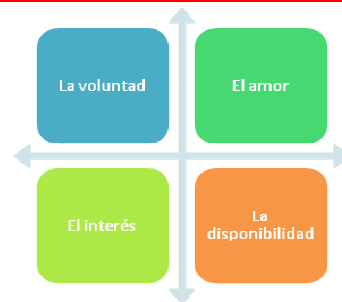 La voluntad
El amor
El interés
La
disponibilidad